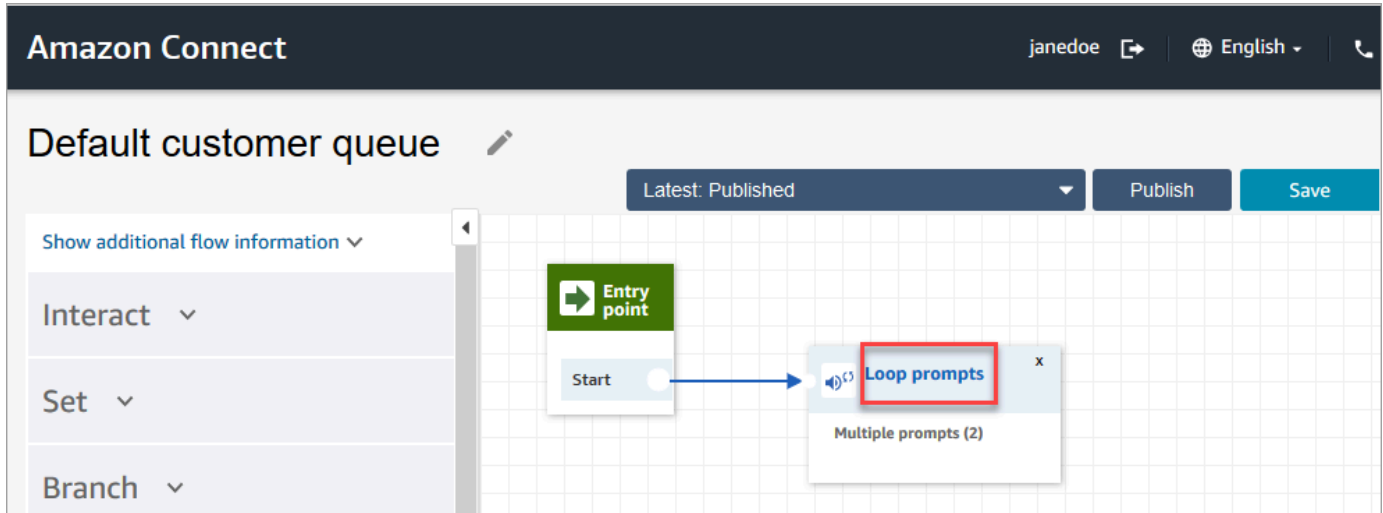 Amazon Connect
janedoe English
Default customer queue
Latest: Published Publish Save
Show additional flow information
Interact
Set
Branch
Entry
point
Start
Loop prompts x
Multiple prompts (2)